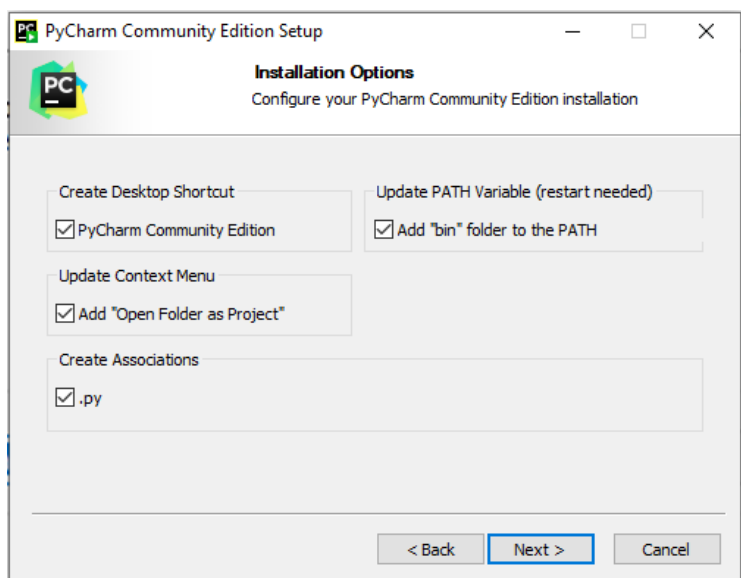 PyCharm Community Edition Setup
PC
Installation Options
Configure your PyCharm Community Edition installation
Create Desktop Shortcut
PyCharm Community Edition
Update PATH Variable (restart needed)
Add "bin" folder to the PATH
Update Context Menu
Add "Open Folder as Project"
Create Associations
.py
< Back
Next >
Cancel